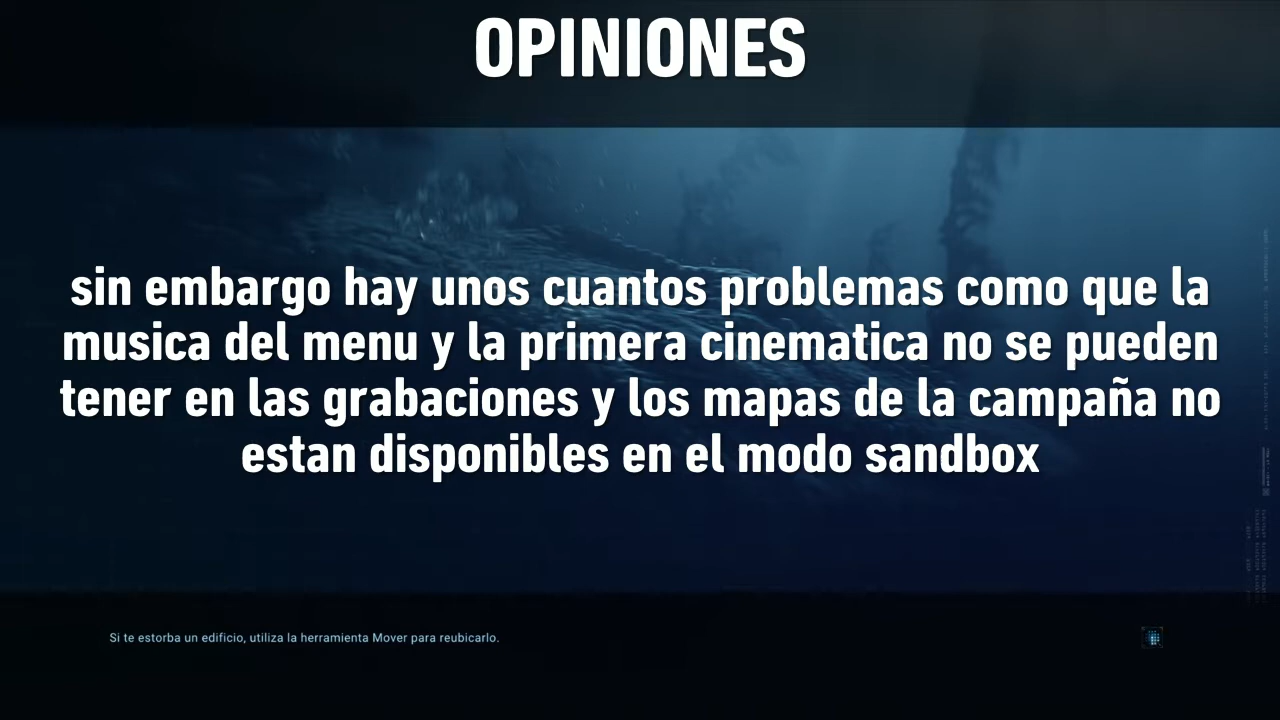 OPINIONES
sin embargo hay unos cuantos problemas como que la
musica del menu y la primera cinematica no se pueden
tener en las grabaciones y los mapas de la campaña no
estan disponibles en el modo sandbox
Si te estorba un edificio, utiliza la herramienta Mover para reubicarlo.